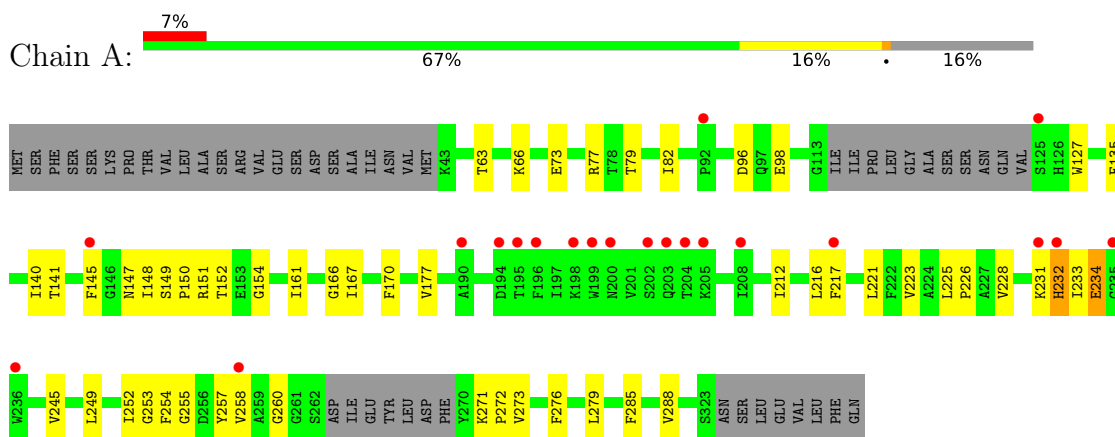 7%
Chain A:
67% 16% • 16%
MET SER PHE SER SER LYS PRO THR VAL LEU ALA SER ARG VAL GLU SER ASP SER ALA ILE ASN VAL MET K43 T63 K66 E73 R77 T78 T79 I82 P92 D96 Q97 E98 G113 ILE ILE PRO LEU GLY ALA SER SER ASN GLN VAL S125 H126 W127
I140 T141 F145 G146 N147 I148 S149 P150 R151 T152 E153 G154 I161 G166 I167 F170 V177 A190 D194 T195 F196 I197 K198 W199 N200 V201 S202 Q203 T204 K205 I208 I212 L216 F217 L221 F222 V223 A224 L225 P226 A227 V228 K231 H232 I233 E234
W236 V245 L249 I252 G253 F254 G255 D256 Y257 V258 A259 G260 G261 S262 ASP ILE GLU TYR LEU ASP PHE Y270 K271 P272 V273 F276 L279 F285 V288 S323 ASN SER LEU GLU VAL LEU PHE GLN